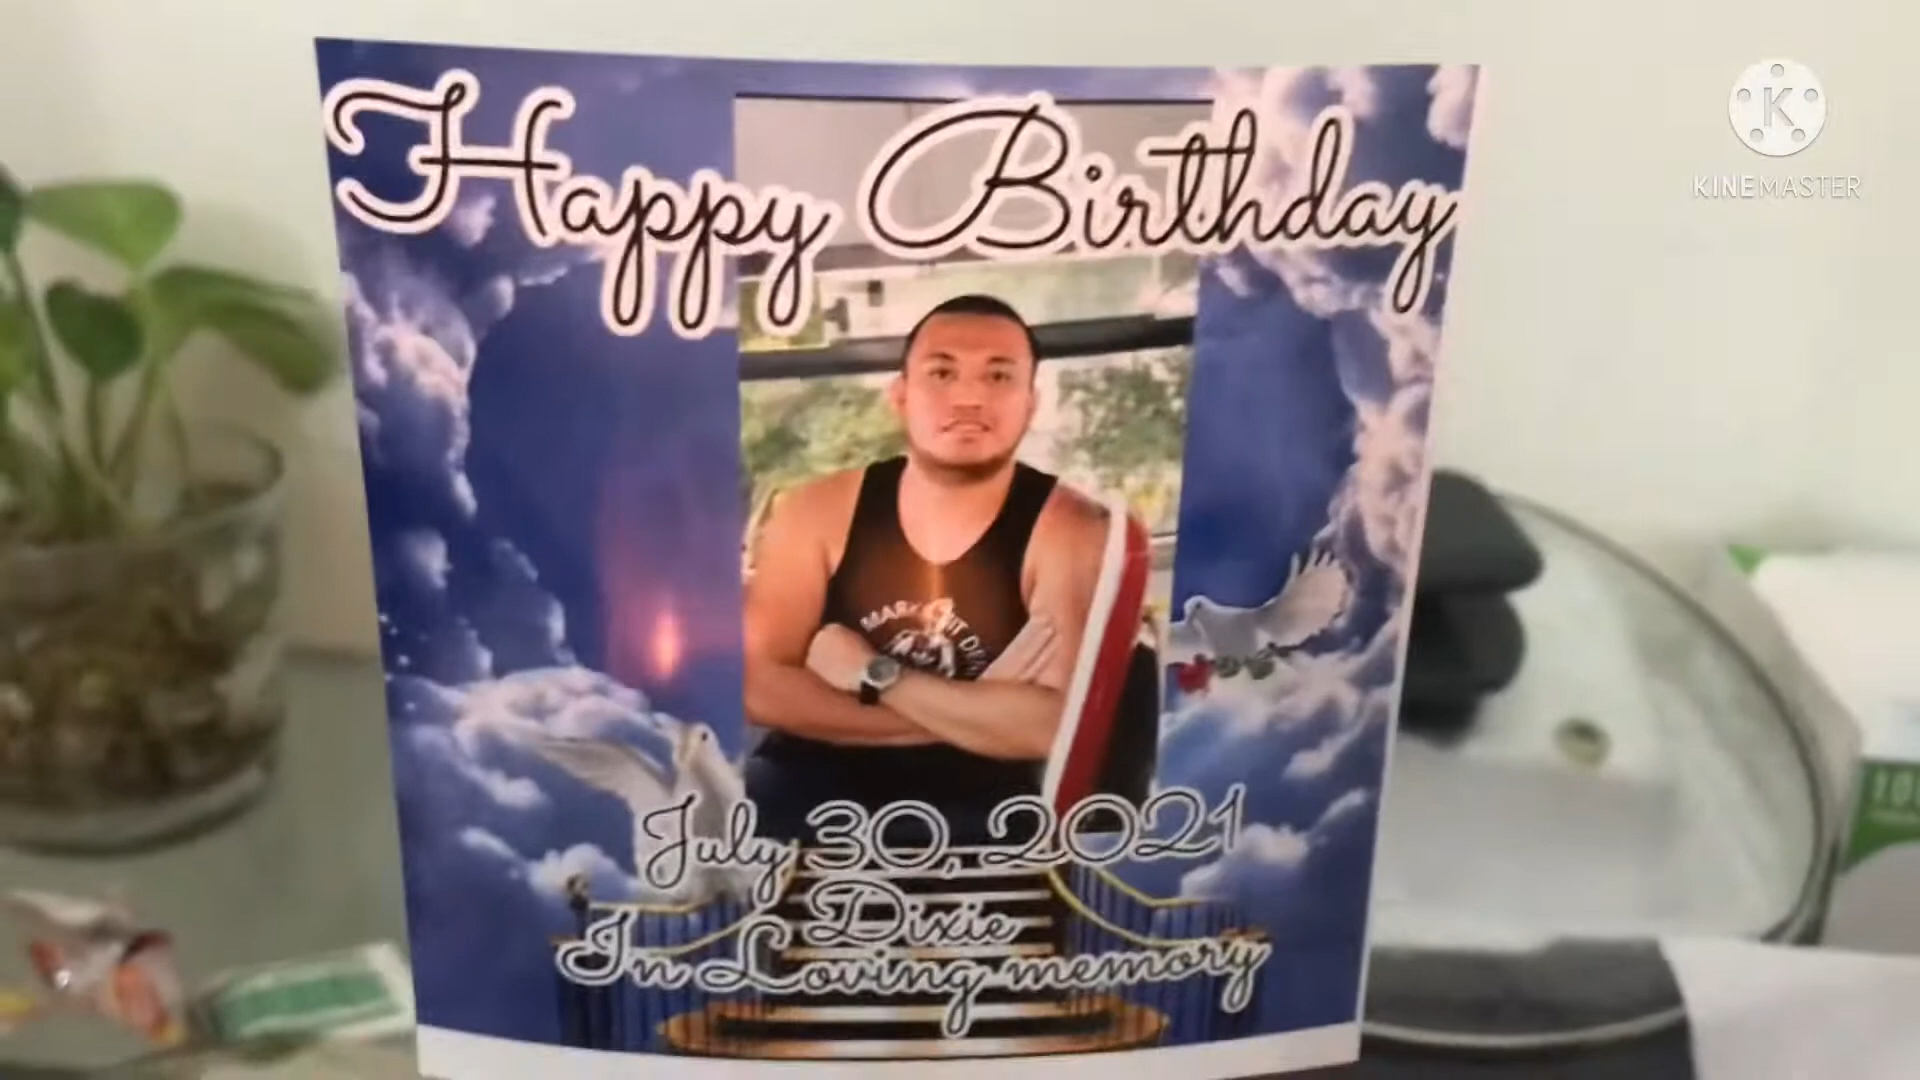 Happy Birthday
K
KINEMASTER
July 30, 2021
Dixie
In Loving memory